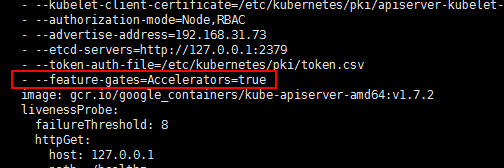 - --kubelet-client-certificate=/etc/kubernetes/pki/apiserver-kubelet-
- --authorization-mode=Node,RBAC
- --advertise-address=192.168.31.73
- --etcd-servers=http://127.0.0.1:2379
- --token-auth-file=/etc/kubernetes/pki/token.csv
- --feature-gates=Accelerators=true
image: gcr.io/google_containers/kube-apiserver-amd64:v1.7.2
livenessProbe:
failureThreshold: 8
httpGet:
host: 127.0.0.1
path: /healthz